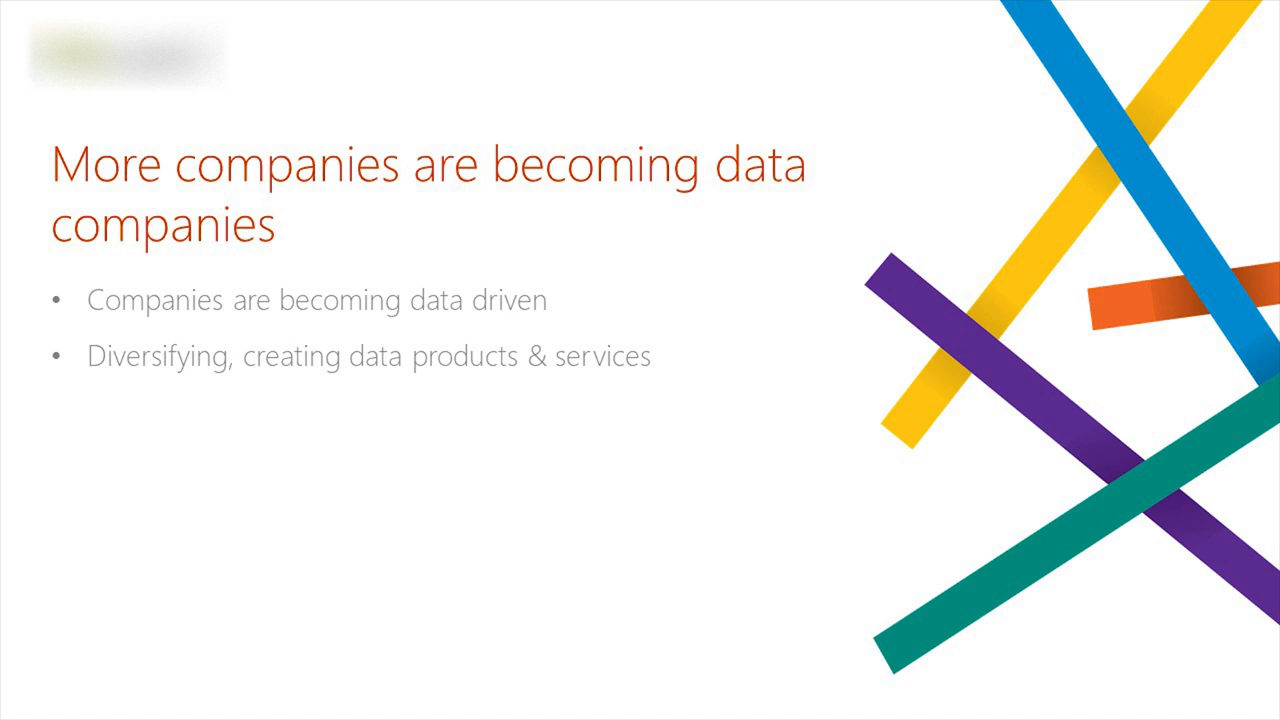 More companies are becoming data
companies
• Companies are becoming data driven
• Diversifying, creating data products & services